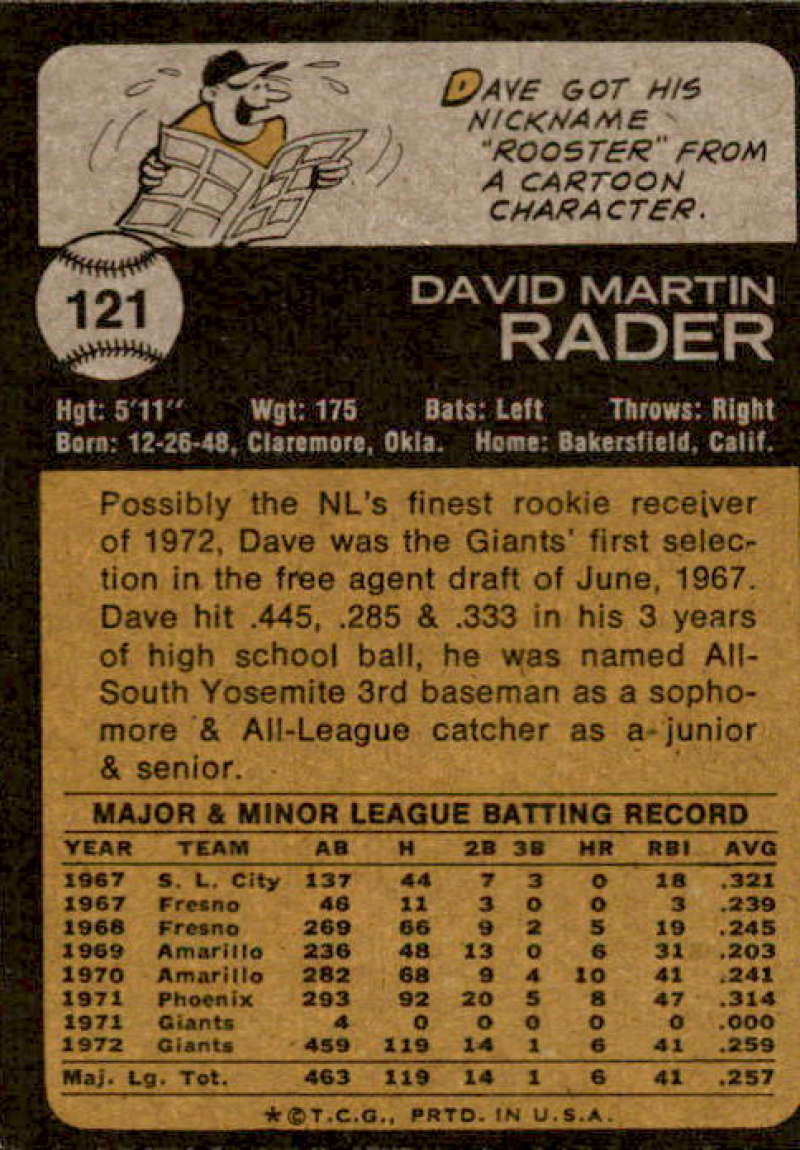 DAVE GOT HIS
NICKNAME
"ROOSTER" FROM
A CARTOON
CHARACTER.
121
DAVID MARTIN
RADER
Hgt: 5'11" Wgt: 175 Bats: Left Throws: Right
Born: 12-26-48, Claremore, Okla. Home: Bakersfield, Calif.
Possibly the NL's finest rookie receiver
of 1972, Dave was the Giants' first selec-
tion in the free agent draft of June, 1967.
Dave hit .445, .285 & .333 in his 3 years
of high school ball, he was named All-
South Yosemite 3rd baseman as a sopho-
more & All-League catcher as a junior
& senior.
MAJOR & MINOR LEAGUE BATTING RECORD
YEAR TEAM AB H 2B 3B HR RBI AVG
1967 S. L. City 137 44 7 3 0 18 .321
1967 Fresno 46 11 3 0 0 3 .239
1968 Fresno 269 66 9 2 5 19 .245
1969 Amarillo 236 48 13 0 6 31 .203
1970 Amarillo 282 68 9 4 10 41 .241
1971 Phoenix 293 92 20 5 8 47 .314
1971 Giants 4 0 0 0 0 0 .000
1972 Giants 459 119 14 1 6 41 .259
Maj. Lg. Tot. 463 119 14 1 6 41 .257
*©T.C.G., PRTD. IN U.S.A.